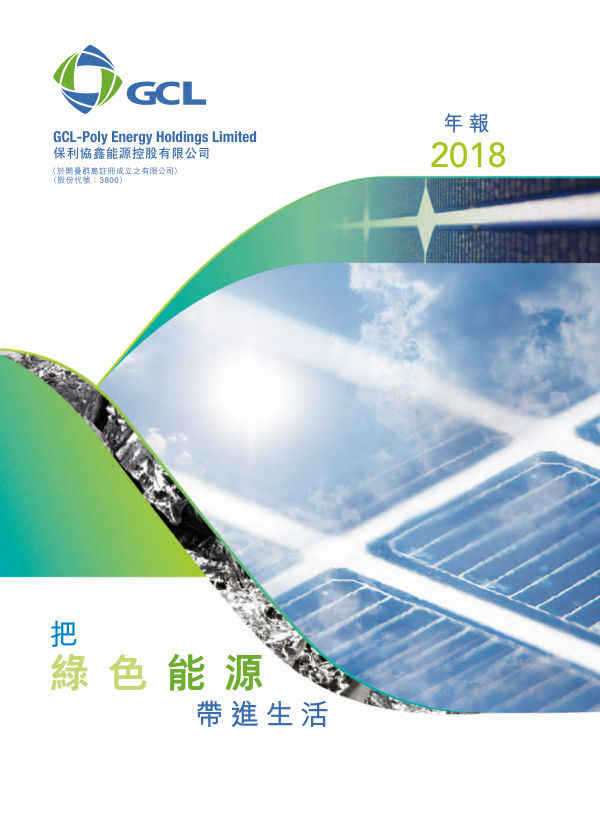 GCL
GCL-Poly Energy Holdings Limited
保利協鑫能源控股有限公司
(於開曼群島註冊成立之有限公司)
(股份代號：3800)
年報
2018
把
綠色能源
帶進生活